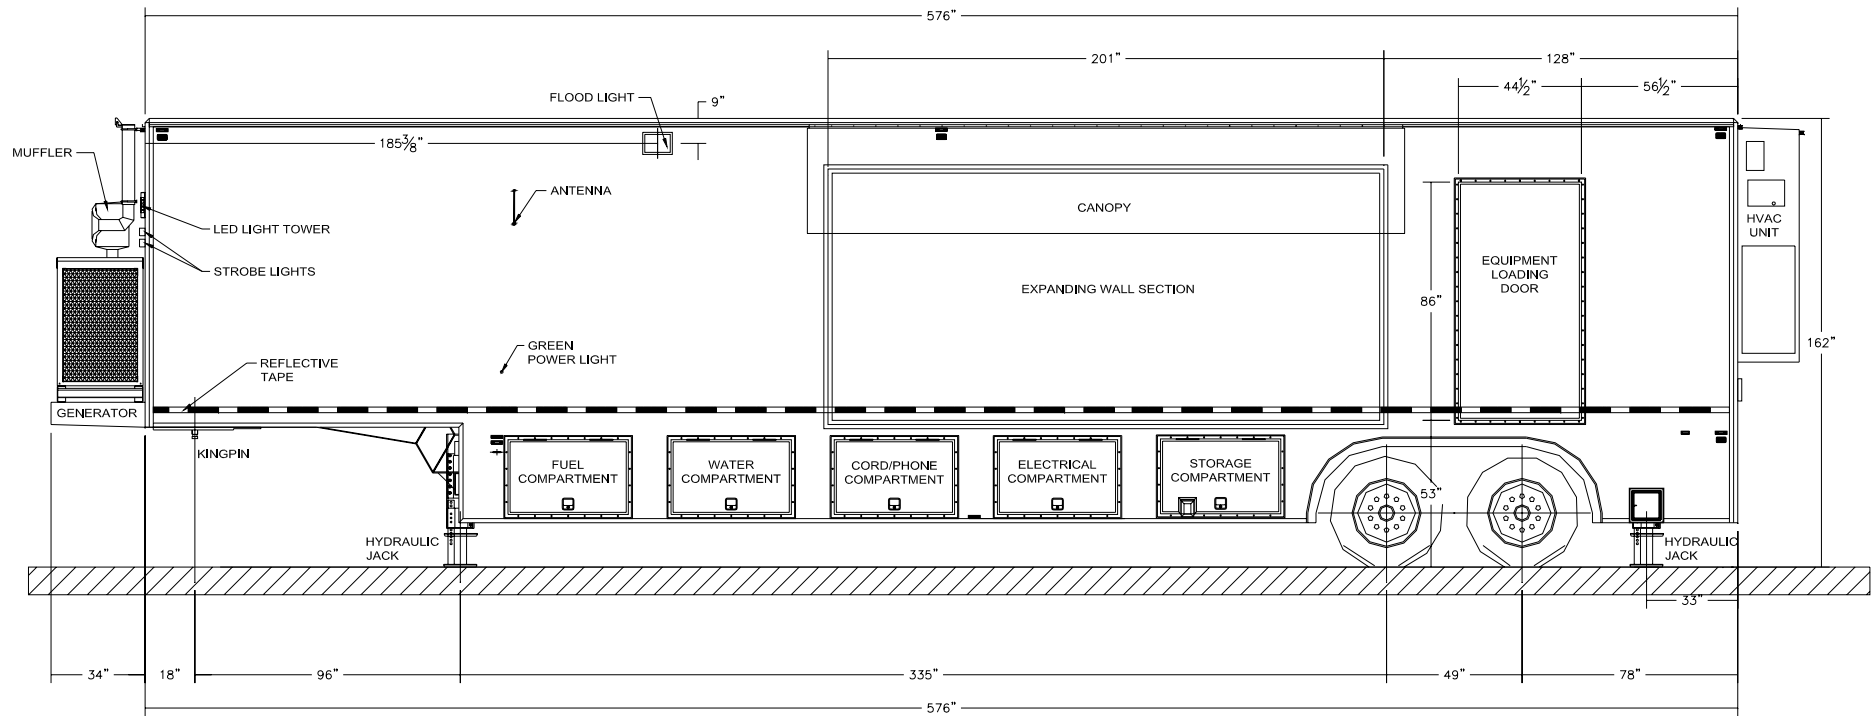 576"
201"
128"
44½"
56½"
FLOOD LIGHT
9"
185⅜"
MUFFLER
ANTENNA
CANOPY
LED LIGHT TOWER
HVAC
UNIT
STROBE LIGHTS
EQUIPMENT
LOADING
DOOR
EXPANDING WALL SECTION
86"
162"
GREEN
POWER LIGHT
REFLECTIVE
TAPE
GENERATOR
KINGPIN
FUEL
COMPARTMENT
WATER
COMPARTMENT
CORD/PHONE
COMPARTMENT
ELECTRICAL
COMPARTMENT
STORAGE
COMPARTMENT
53"
HYDRAULIC
JACK
HYDRAULIC
JACK
33"
34"
18"
96"
335"
49"
78"
576"